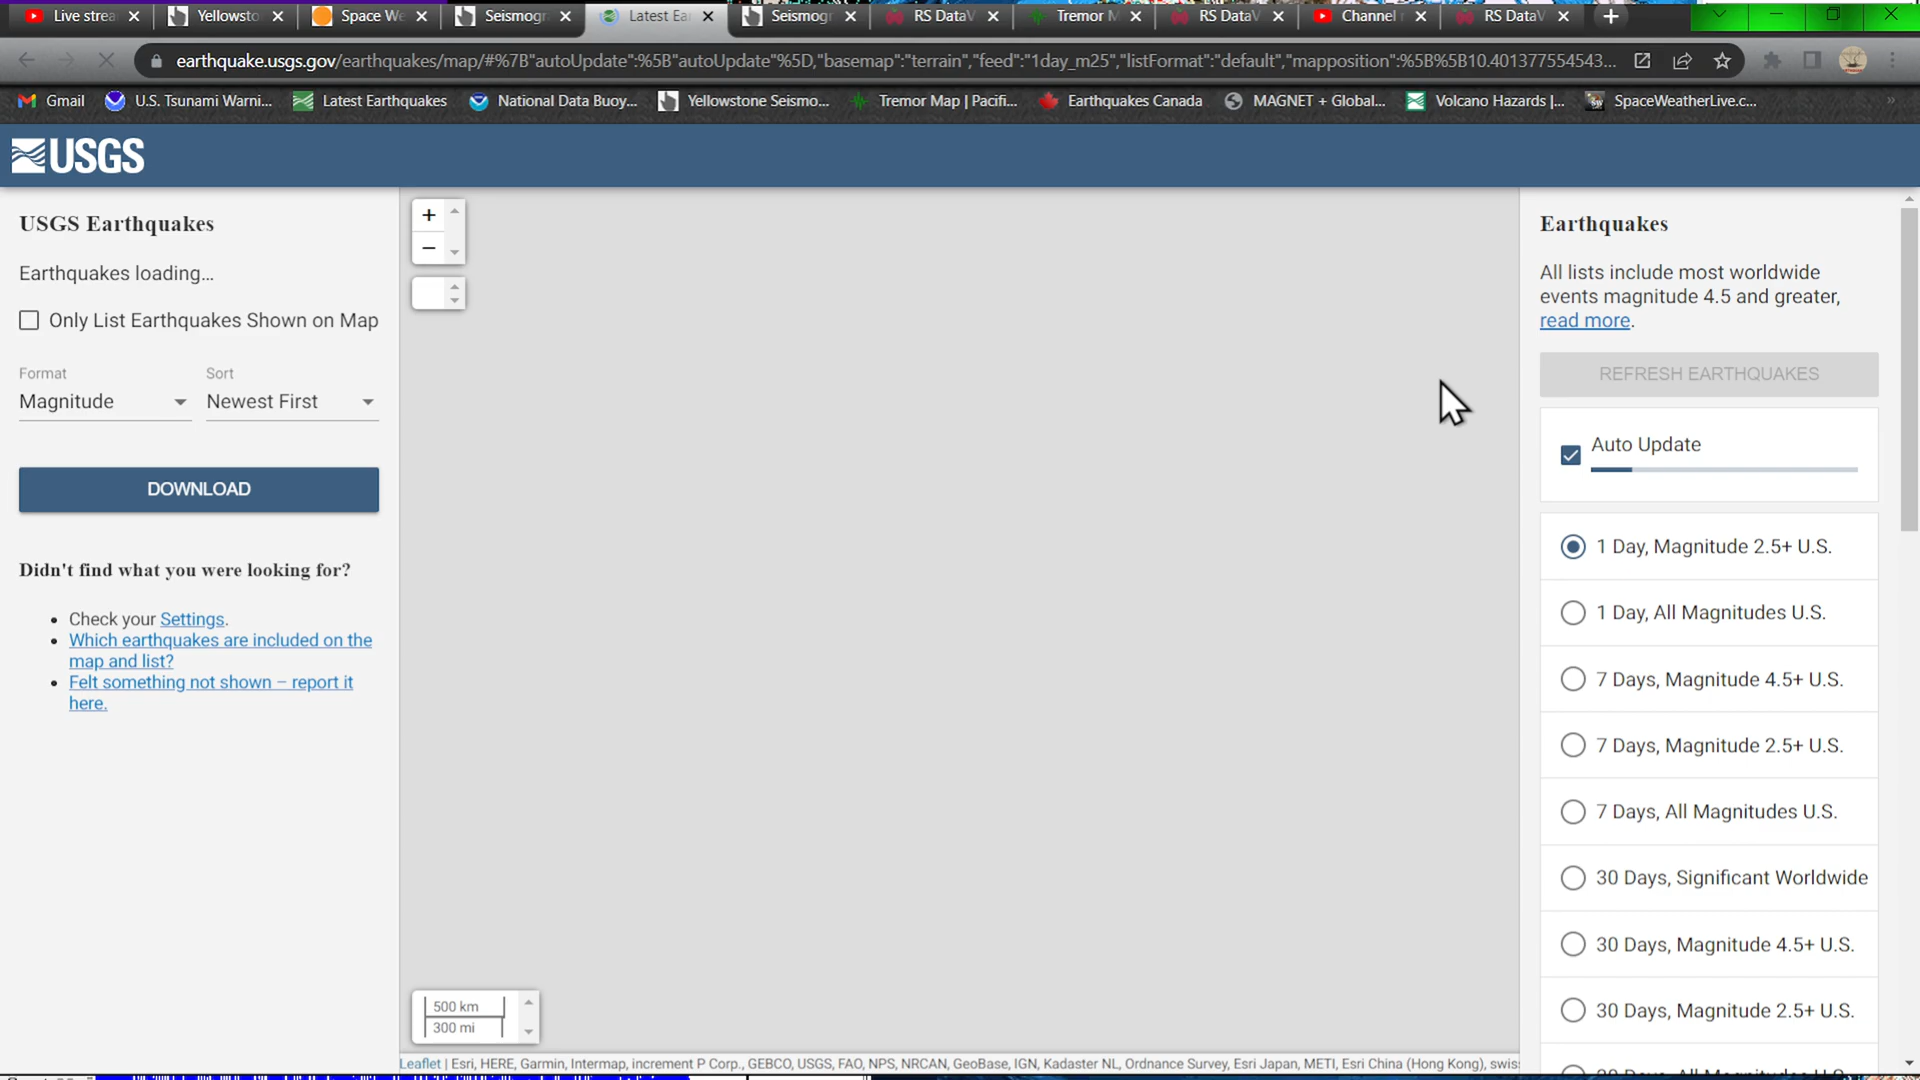 Live strea
Yellowsto
Space We
Seismogr
Latest Ea
Seismogr
RS DataV
Tremor M
RS DataV
Channel
RS DataV
earthquake.usgs.gov/earthquakes/map/#%7B"autoUpdate":%5B"autoUpdate"%5D,"basemap":"terrain","feed":"1day_m25","listFormat":"default","mapposition":%5B%5B10.401377554543...
Gmail
U.S. Tsunami Warni...
Latest Earthquakes
National Data Buoy...
Yellowstone Seismo...
Tremor Map | Pacifi...
Earthquakes Canada
MAGNET + Global...
Volcano Hazards |...
SpaceWeatherLive.c...
USGS
USGS Earthquakes
Earthquakes loading...
Only List Earthquakes Shown on Map
Format
Sort
Magnitude
Newest First
DOWNLOAD
Didn't find what you were looking for?
• Check your Settings.
• Which earthquakes are included on the
map and list?
• Felt something not shown – report it
here.
+
−
500 km
300 mi
Leaflet | Esri, HERE, Garmin, Intermap, increment P Corp., GEBCO, USGS, FAO, NPS, NRCAN, GeoBase, IGN, Kadaster NL, Ordnance Survey, Esri Japan, METI, Esri China (Hong Kong), swis
Earthquakes
All lists include most worldwide
events magnitude 4.5 and greater,
read more.
REFRESH EARTHQUAKES
Auto Update
1 Day, Magnitude 2.5+ U.S.
1 Day, All Magnitudes U.S.
7 Days, Magnitude 4.5+ U.S.
7 Days, Magnitude 2.5+ U.S.
7 Days, All Magnitudes U.S.
30 Days, Significant Worldwide
30 Days, Magnitude 4.5+ U.S.
30 Days, Magnitude 2.5+ U.S.
30 Days, All Magnitudes U.S.